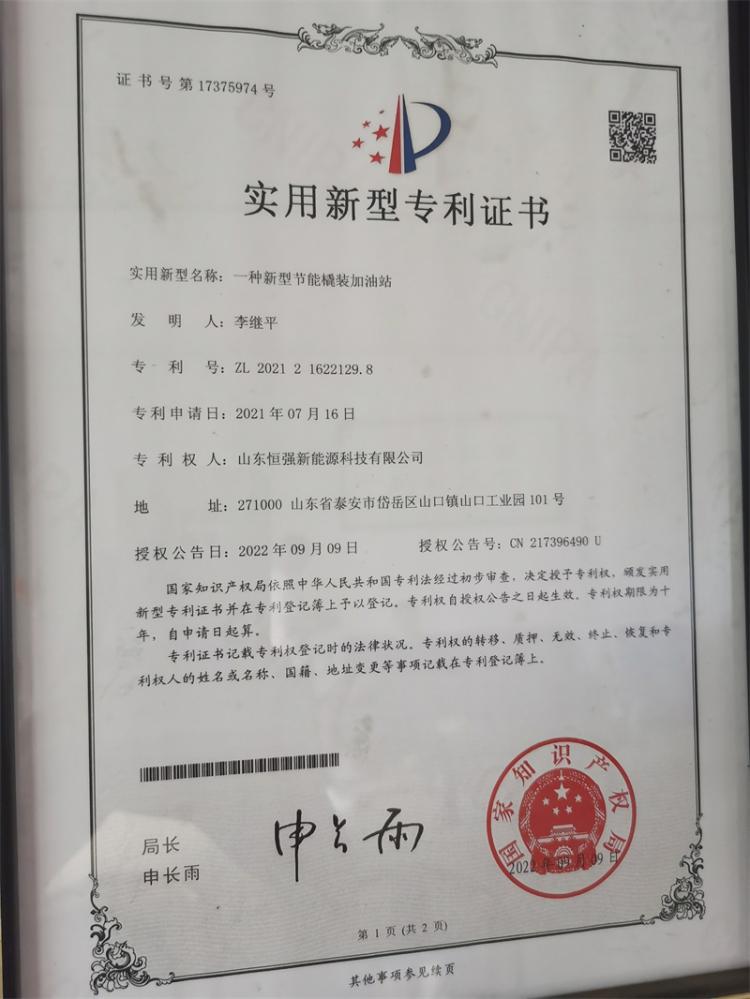 证书号第17375974号
实用新型专利证书
实用新型名称：一种新型节能橇装加油站
发明人：李继平
专利号：ZL 2021 2 1622129.8
专利申请日：2021年07月16日
专利权人：山东恒强新能源科技有限公司
地址：271000 山东省泰安市岱岳区山口镇山口工业园101号
授权公告日：2022年09月09日 授权公告号：CN 217396490 U
国家知识产权局依照中华人民共和国专利法经过初步审查，决定授予专利权，颁发实用
新型专利证书并在专利登记簿上予以登记。专利权自授权公告之日起生效。专利权期限为十
年，自申请日起算。
专利证书记载专利权登记时的法律状况。专利权的转移、质押、无效、终止、恢复和专
利权人的姓名或名称、国籍、地址变更等事项记载在专利登记簿上。
局长
申长雨
申长雨
国家知识产权局
2022年09月09日
第1页（共2页）
其他事项参见续页